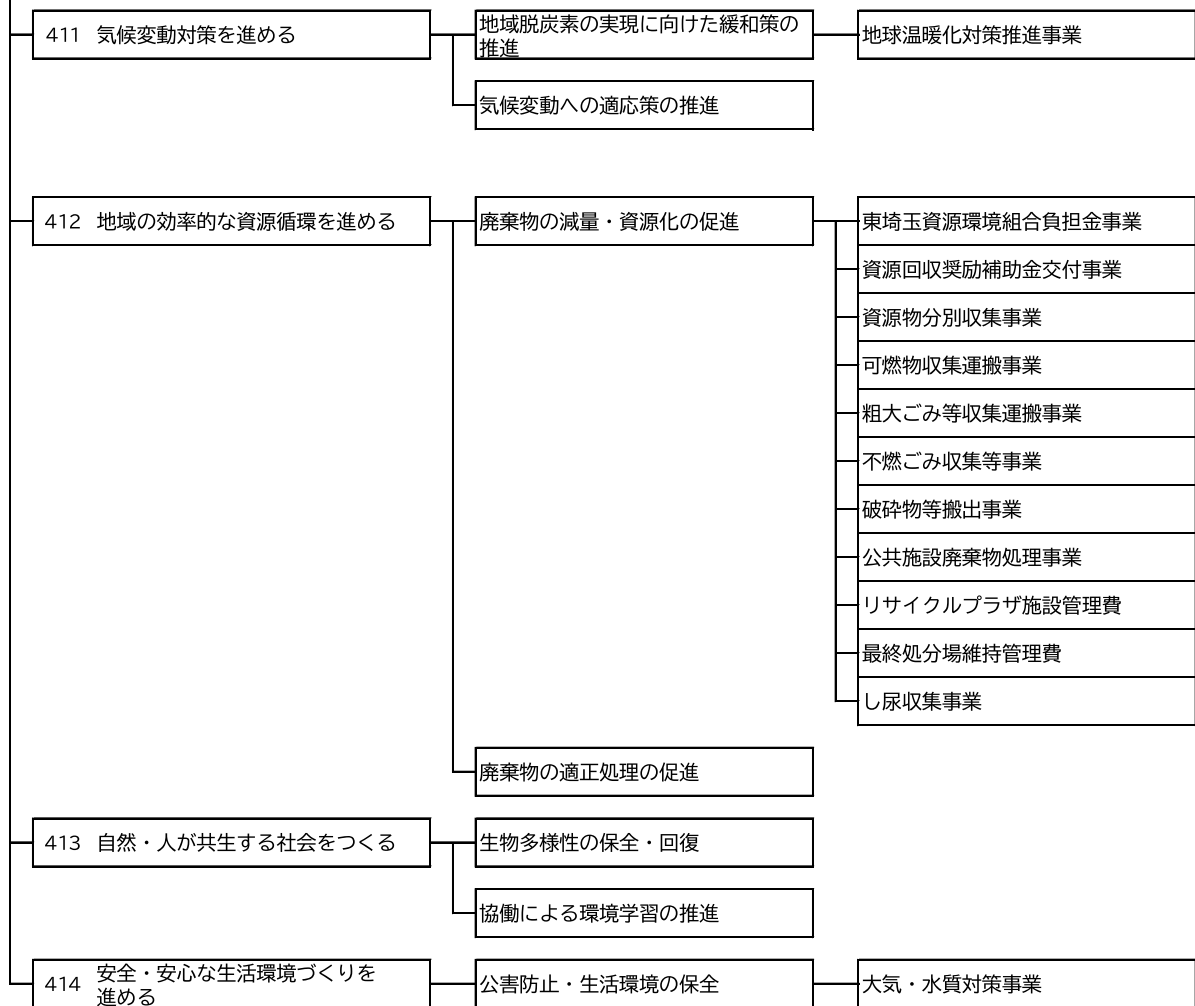 411 気候変動対策を進める
地域脱炭素の実現に向けた緩和策の
推進
地球温暖化対策推進事業
気候変動への適応策の推進
412 地域の効率的な資源循環を進める
廃棄物の減量・資源化の促進
東埼玉資源環境組合負担金事業
資源回収奨励補助金交付事業
資源物分別収集事業
可燃物収集運搬事業
粗大ごみ等収集運搬事業
不燃ごみ収集等事業
破砕物等搬出事業
公共施設廃棄物処理事業
リサイクルプラザ施設管理費
最終処分場維持管理費
し尿収集事業
廃棄物の適正処理の促進
413 自然・人が共生する社会をつくる
生物多様性の保全・回復
協働による環境学習の推進
414 安全・安心な生活環境づくりを
進める
公害防止・生活環境の保全
大気・水質対策事業